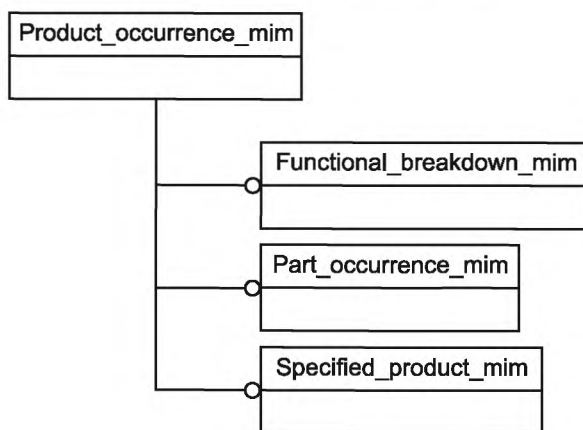 Product_occurrence_mim
Functional_breakdown_mim
Part_occurrence_mim
Specified_product_mim